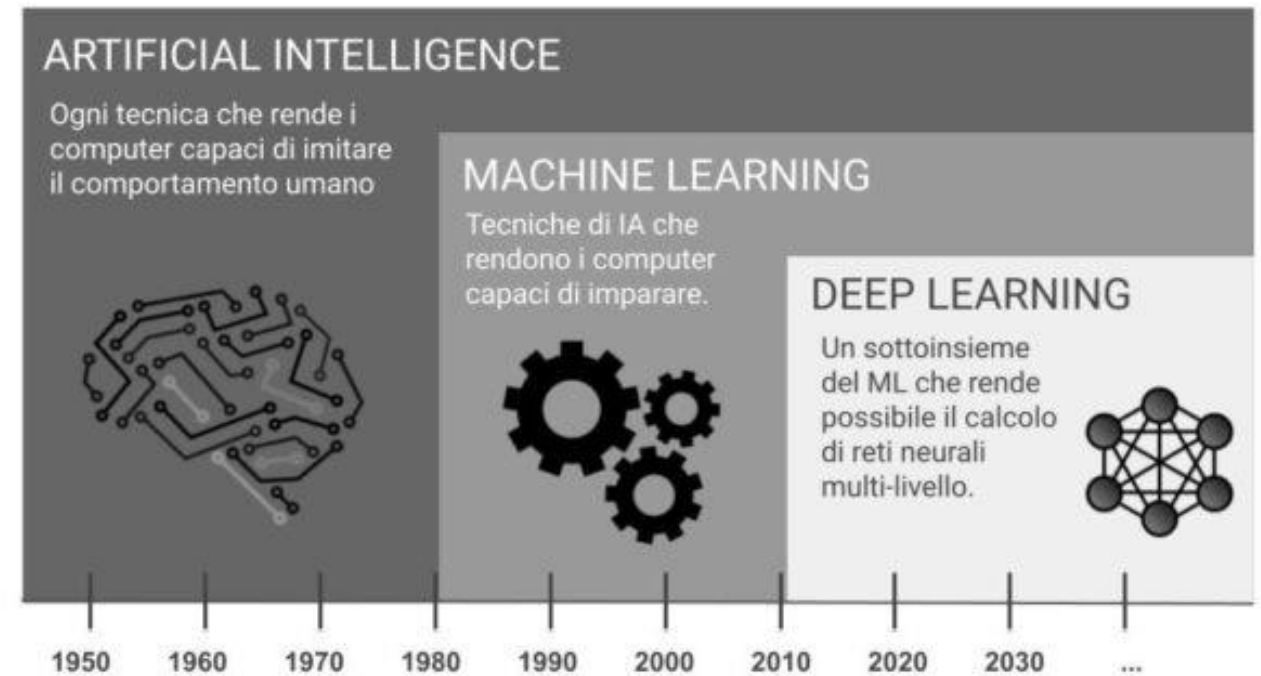 ARTIFICIAL INTELLIGENCE
Ogni tecnica che rende i
computer capaci di imitare
il comportamento umano
MACHINE LEARNING
Tecniche di IA che
rendono i computer
capaci di imparare.
DEEP LEARNING
Un sottoinsieme
del ML che rende
possibile il calcolo
di reti neurali
multi-livello.
1950 1960 1970 1980 1990 2000 2010 2020 2030 ...